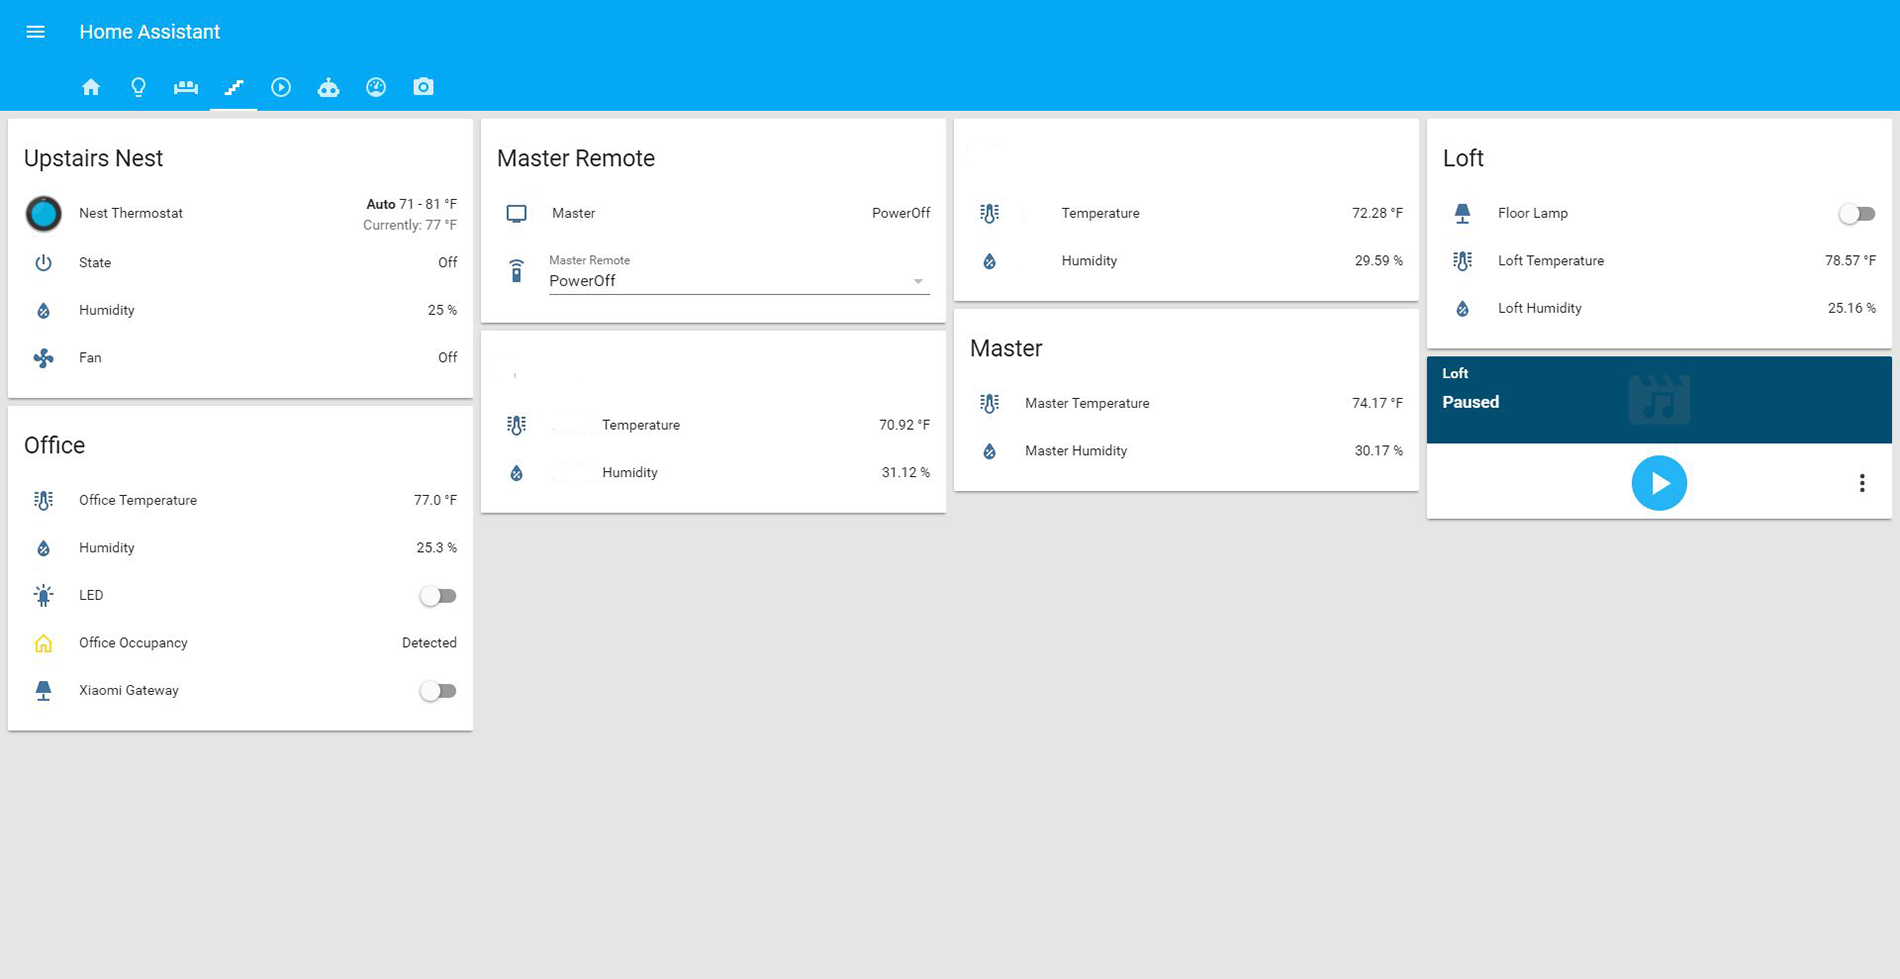 Home Assistant
Upstairs Nest
Nest Thermostat
Auto 71 - 81 °F
Currently: 77 °F
State Off
Humidity 25 %
Fan Off
Office
Office Temperature 77.0 °F
Humidity 25.3 %
LED
Office Occupancy Detected
Xiaomi Gateway
Master Remote
Master PowerOff
Master Remote
PowerOff
Temperature 70.92 °F
Humidity 31.12 %
Temperature 72.28 °F
Humidity 29.59 %
Master
Master Temperature 74.17 °F
Master Humidity 30.17 %
Loft
Floor Lamp
Loft Temperature 78.57 °F
Loft Humidity 25.16 %
Loft
Paused